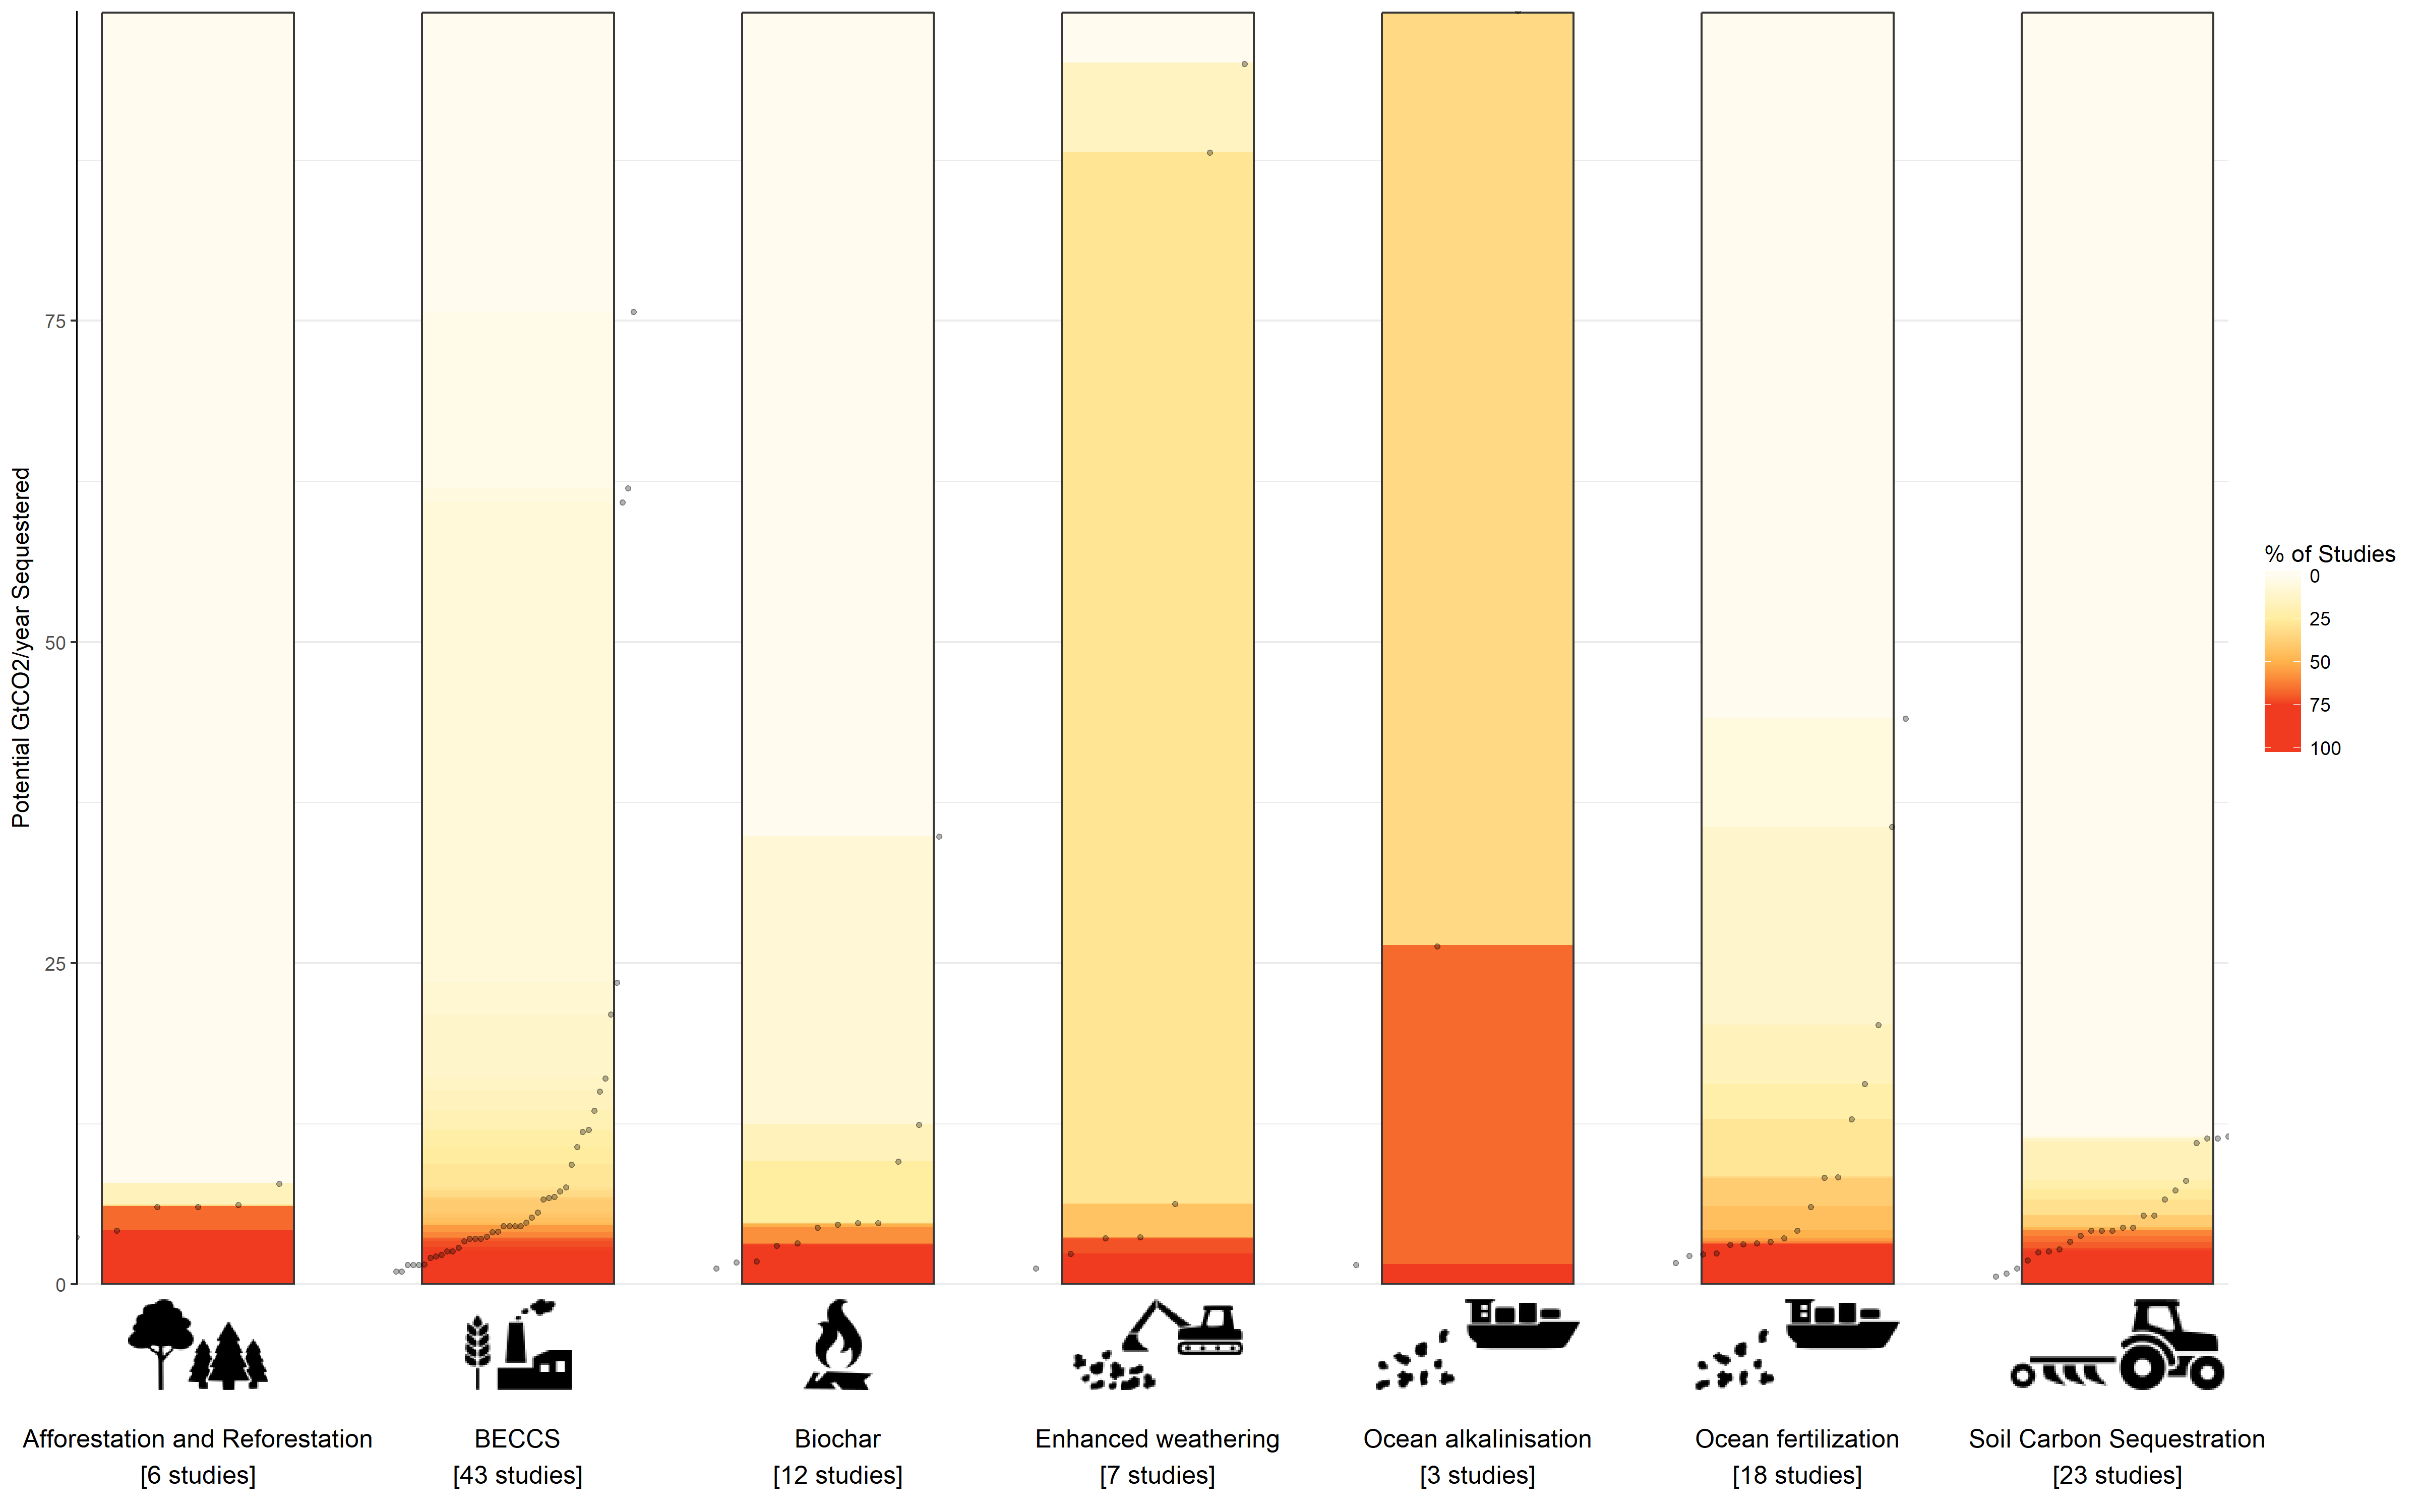 Potential GtCO2/year Sequestered
75
50
25
0
% of Studies
0
25
50
75
100
Afforestation and Reforestation
[6 studies]
BECCS
[43 studies]
Biochar
[12 studies]
Enhanced weathering
[7 studies]
Ocean alkalinisation
[3 studies]
Ocean fertilization
[18 studies]
Soil Carbon Sequestration
[23 studies]